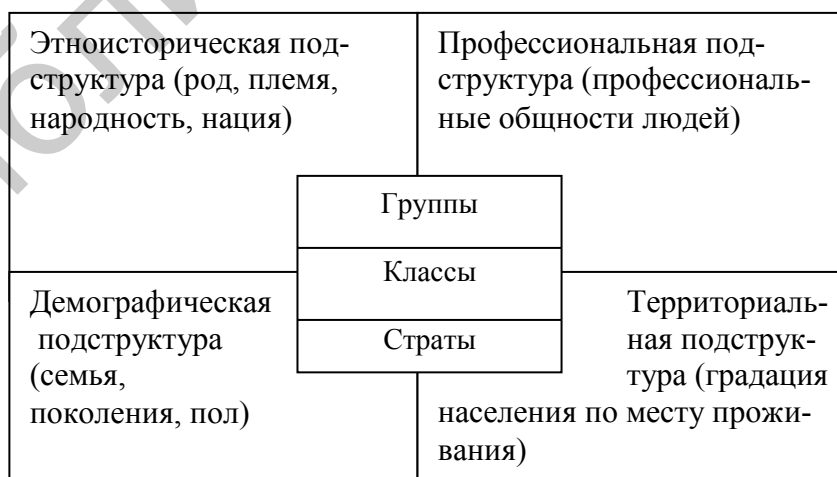 Этноисторическая под-
структура (род, племя,
народность, нация)
Профессиональная под-
структура (профессиональ-
ные общности людей)
Группы
Классы
Страты
Демографическая
подструктура
(семья,
поколения, пол)
Территориаль-
ная подструк-
тура (градация
населения по месту прожи-
вания)